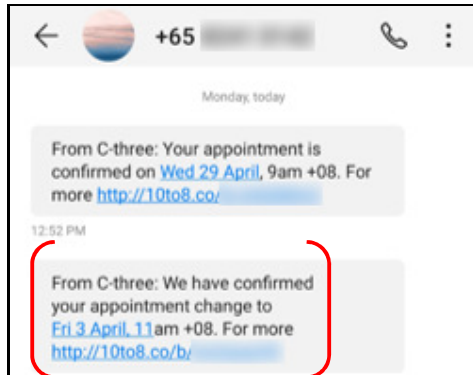 +65
Monday, today
From C-three: Your appointment is
confirmed on Wed 29 April, 9am +08. For
more http://10to8.co/
12:52 PM
From C-three: We have confirmed
your appointment change to
Fri 3 April, 11am +08. For more
http://10to8.co/b/